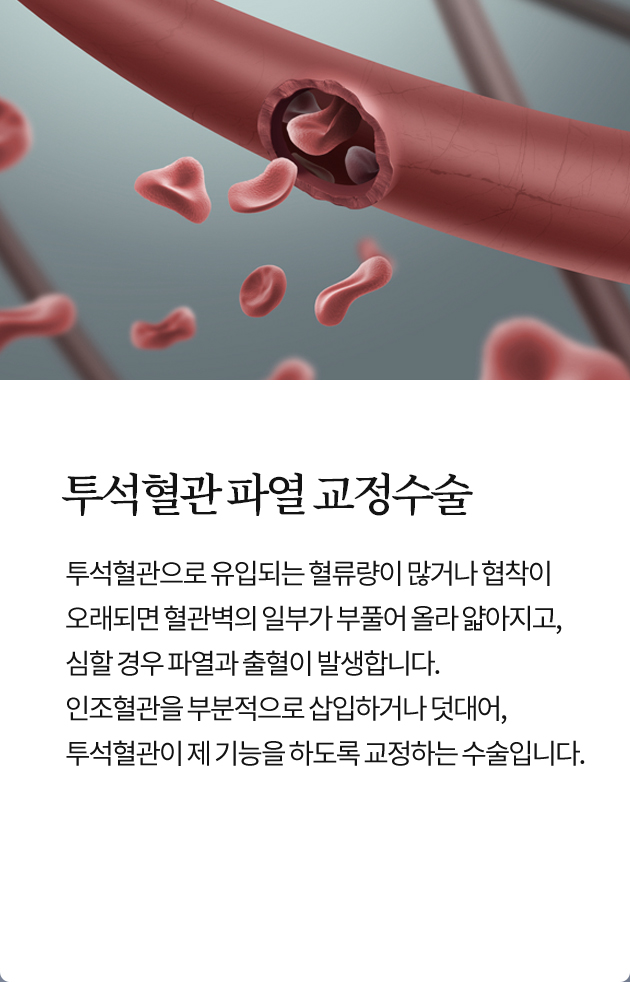 투석혈관 파열 교정수술
투석혈관으로 유입되는 혈류량이 많거나 협착이
오래되면 혈관벽의 일부가 부풀어 올라 얇아지고,
심할 경우 파열과 출혈이 발생합니다.
인조혈관을 부분적으로 삽입하거나 덧대어,
투석혈관이 제 기능을 하도록 교정하는 수술입니다.